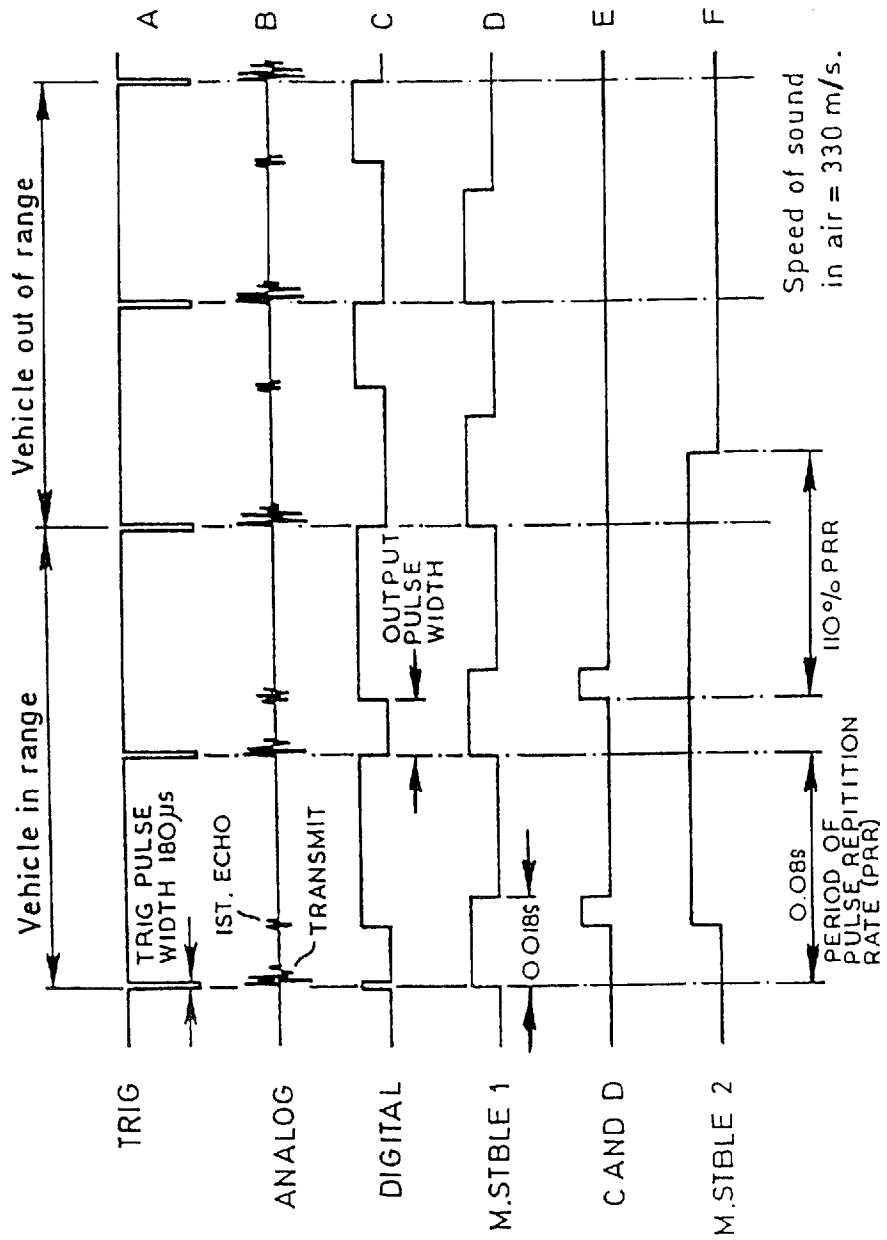 Vehicle in range
Vehicle out of range
TRIG
TRIG PULSE
WIDTH 180µs
A
ANALOG
1ST. ECHO
TRANSMIT
B
DIGITAL
OUTPUT
PULSE
WIDTH
C
M.STBLE 1
0.018S
D
C AND D
E
M.STBLE 2
F
0.08S
PERIOD OF
PULSE REPITITION
RATE (PRR)
110% PRR
Speed of sound
in air = 330 m/s.